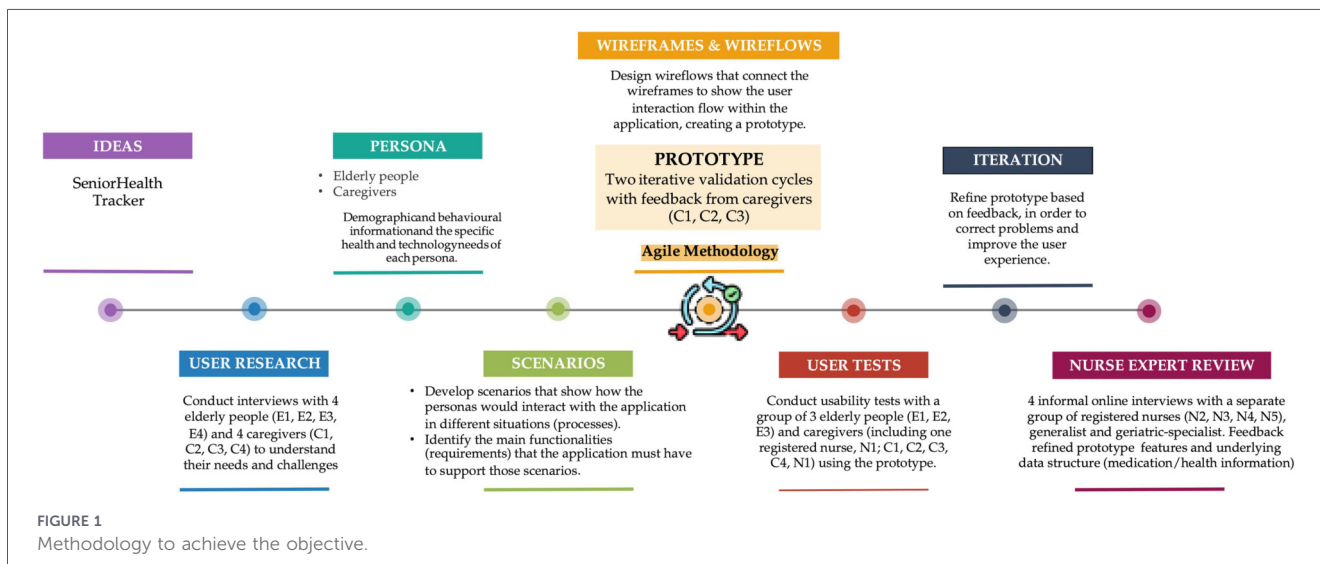 WIREFRAMES & WIREFLOWS
Design wireflows that connect the
wireframes to show the user
interaction flow within the
application, creating a prototype.
IDEAS
SeniorHealth
Tracker
PERSONA
• Elderly people
• Caregivers
Demographicand behavioural
informationand the specific
health and technologyneeds of
each persona.
PROTOTYPE
Two iterative validation cycles
with feedback from caregivers
(C1, C2, C3)
Agile Methodology
ITERATION
Refine prototype based
on feedback, in order to
correct problems and
improve the user
experience.
USER RESEARCH
Conduct interviews with 4
elderly people (E1, E2, E3,
E4) and 4 caregivers (C1,
C2, C3, C4) to understand
their needs and challenges
SCENARIOS
• Develop scenarios that show how the
personas would interact with the application
in different situations (processes).
• Identify the main functionalities
(requirements) that the application must have
to support those scenarios.
USER TESTS
Conduct usability tests with a
group of 3 elderly people (E1, E2,
E3) and caregivers (including one
registered nurse, N1; C1, C2, C3,
C4, N1) using the prototype.
NURSE EXPERT REVIEW
4 informal online interviews with a separate
group of registered nurses (N2, N3, N4, N5),
generalist and geriatric-specialist. Feedback
refined prototype features and underlying
data structure (medication/health information)
FIGURE 1
Methodology to achieve the objective.